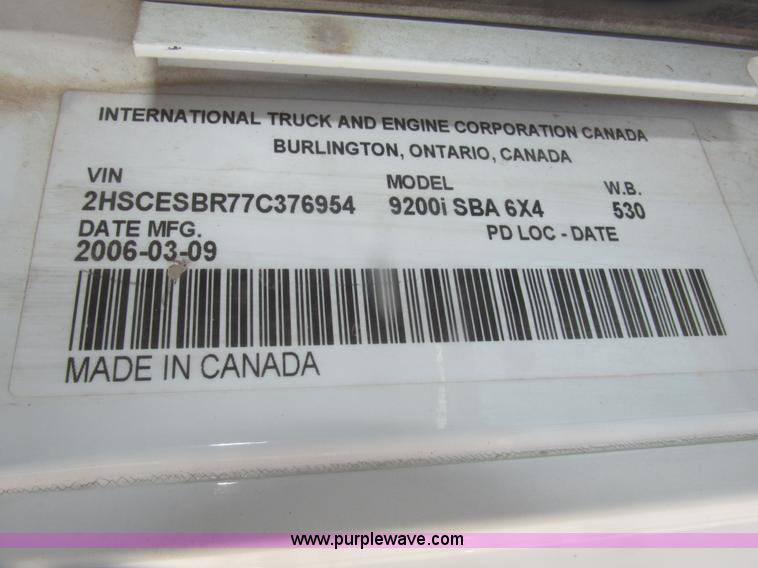 INTERNATIONAL TRUCK AND ENGINE CORPORATION CANADA
BURLINGTON, ONTARIO, CANADA
VIN MODEL W.B.
2HSCESBR77C376954 9200i SBA 6X4 530
DATE MFG. PD LOC - DATE
2006-03-09
MADE IN CANADA
www.purplewave.com